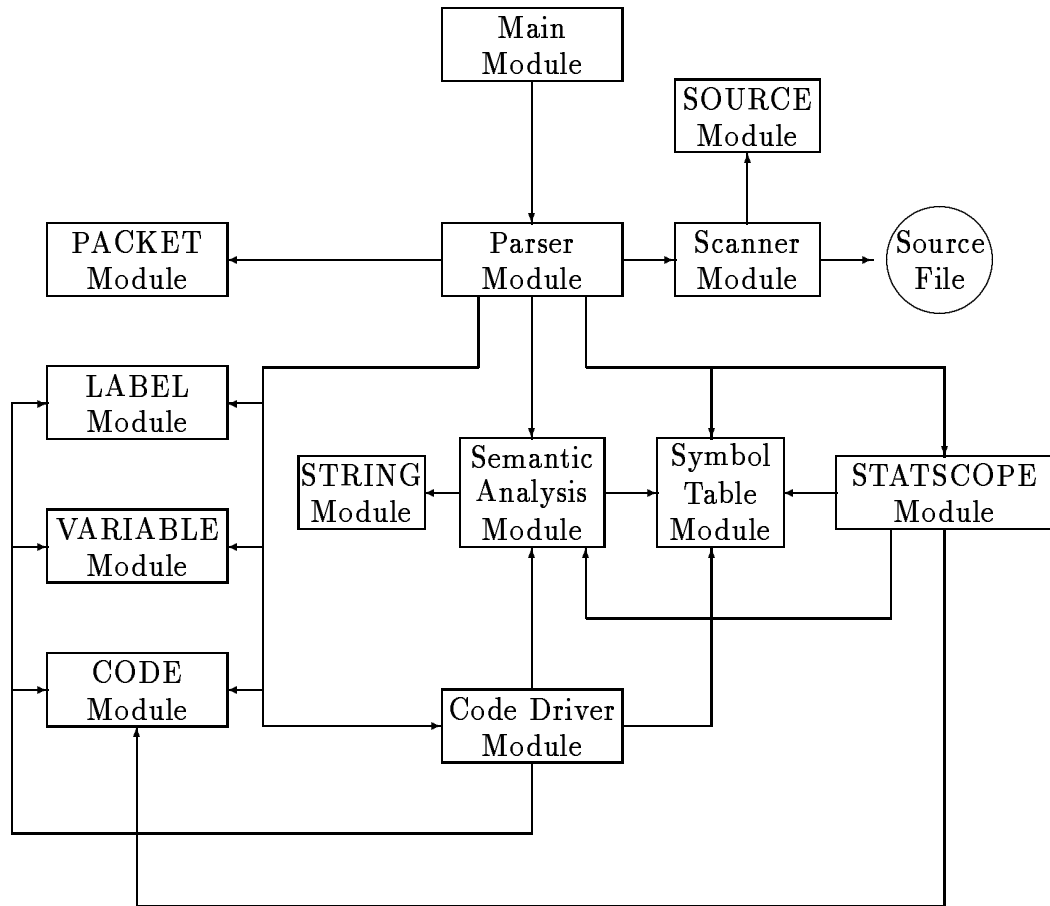 Main
Module
SOURCE
Module
PACKET
Module
Parser
Module
Scanner
Module
Source
File
LABEL
Module
STRING
Module
Semantic
Analysis
Module
Symbol
Table
Module
STATSCOPE
Module
VARIABLE
Module
CODE
Module
Code Driver
Module